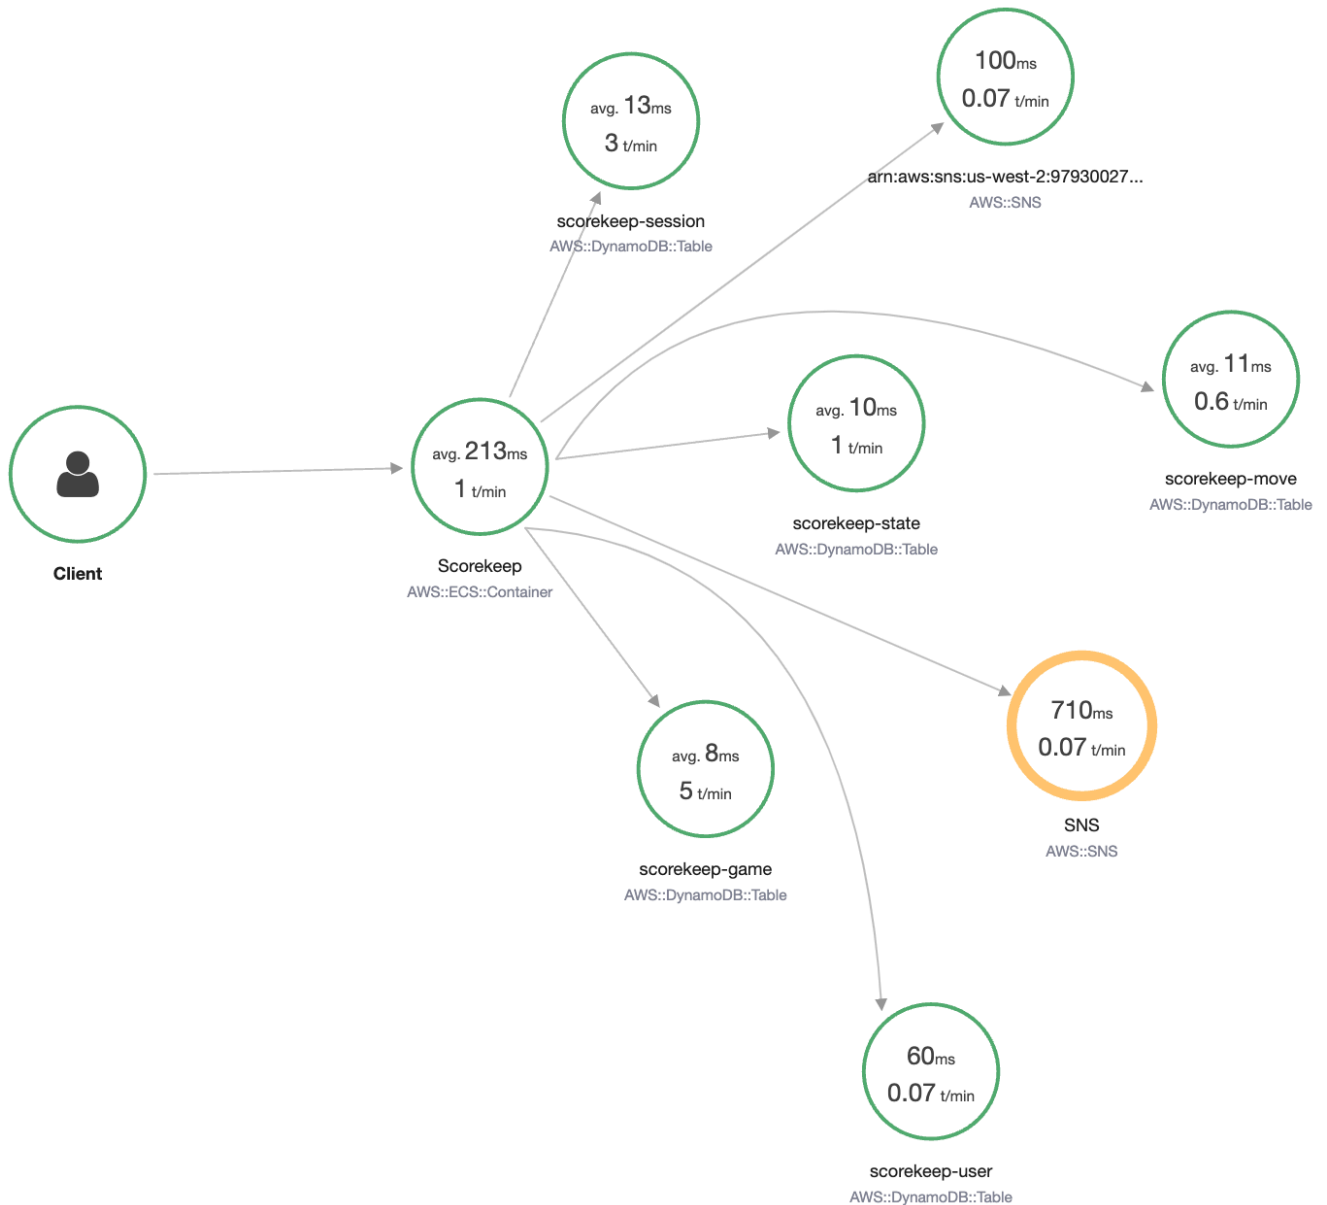 100ms
0.07 t/min
arn:aws:sns:us-west-2:97930027...
AWS::SNS
avg. 13ms
3 t/min
scorekeep-session
AWS::DynamoDB::Table
avg. 11ms
0.6 t/min
scorekeep-move
AWS::DynamoDB::Table
avg. 10ms
1 t/min
scorekeep-state
AWS::DynamoDB::Table
avg. 213ms
1 t/min
Scorekeep
AWS::ECS::Container
Client
710ms
0.07 t/min
SNS
AWS::SNS
avg. 8ms
5 t/min
scorekeep-game
AWS::DynamoDB::Table
60ms
0.07 t/min
scorekeep-user
AWS::DynamoDB::Table